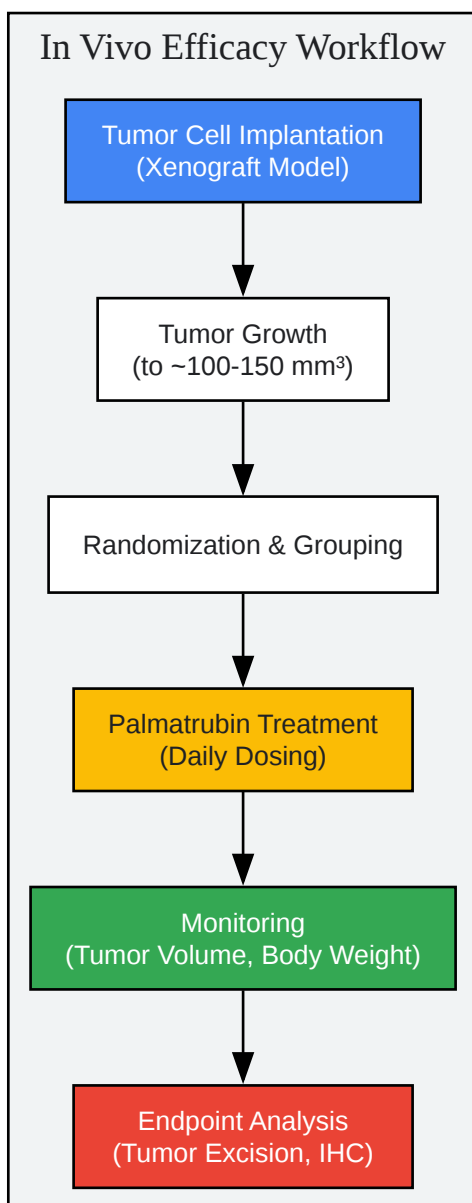 In Vivo Efficacy Workflow
Tumor Cell Implantation
(Xenograft Model)
Tumor Growth
(to ~100-150 mm³)
Randomization & Grouping
Palmatrubin Treatment
(Daily Dosing)
Monitoring
(Tumor Volume, Body Weight)
Endpoint Analysis
(Tumor Excision, IHC)